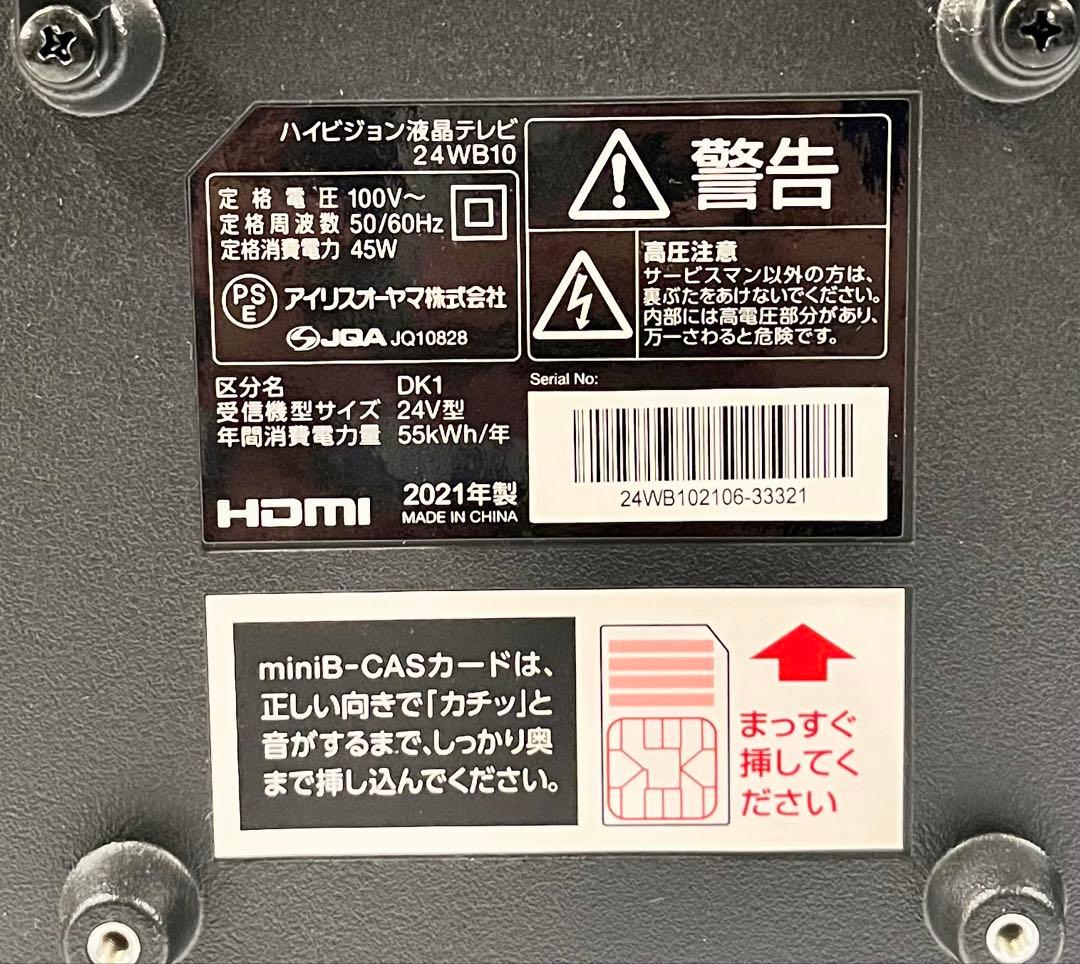 ハイビジョン液晶テレビ
24WB10
定格電圧 100V～
定格周波数 50/60Hz
定格消費電力 45W
PS
E
アイリスオーヤマ株式会社
JQA JQ10828
区分名 DK1
受信機型サイズ 24V型
年間消費電力量 55kWh/年
HDMI
2021年製
MADE IN CHINA
警告
高圧注意
サービスマン以外の方は、
裏ぶたをあけないでください。
内部には高電圧部分があり、
万一さわると危険です。
Serial No:
24WB102106-33321
miniB-CASカードは、
正しい向きで「カチッ」と
音がするまで、しっかり奥
まで挿し込んでください。
まっすぐ
挿してく
ださい